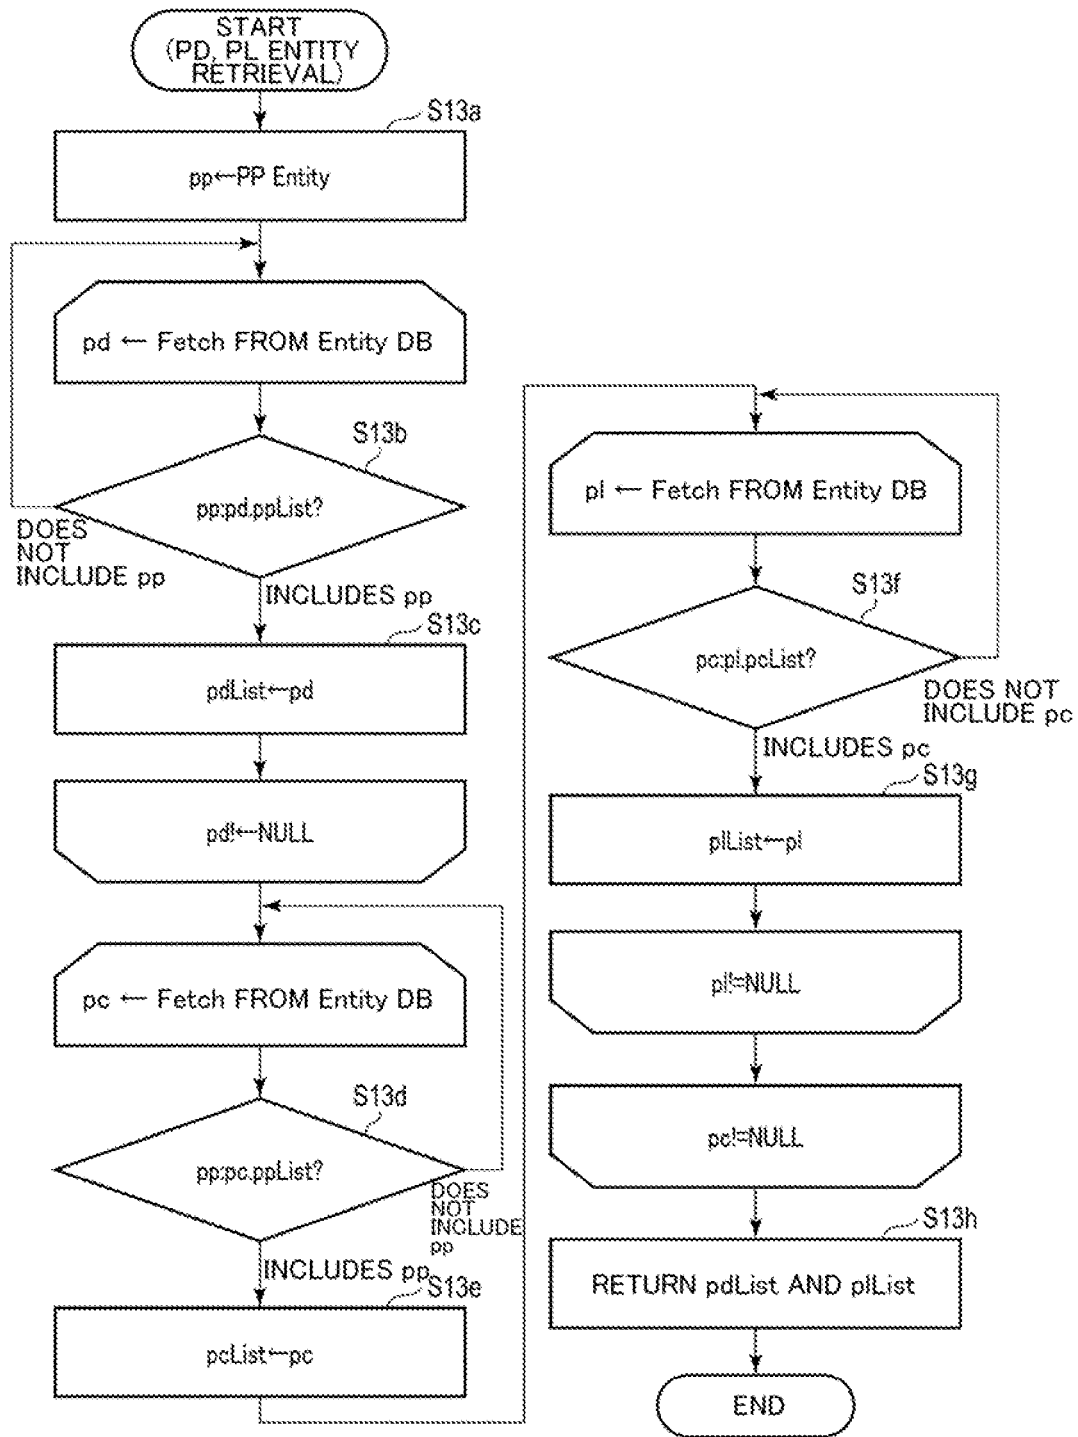 START
(PD, PL ENTITY
RETRIEVAL)
S13a
pp←PP Entity
pd ← Fetch FROM Entity DB
S13b
pp:pd.ppList?
DOES
NOT
INCLUDE pp
INCLUDES pp
S13c
pdList←pd
pd!←NULL
pc ← Fetch FROM Entity DB
S13d
pp:pc.ppList?
DOES
NOT
INCLUDE
pp
INCLUDES pp
S13e
pcList←pc
pl ← Fetch FROM Entity DB
S13f
pc:pl.pcList?
DOES NOT
INCLUDE pc
INCLUDES pc
S13g
plList←pl
pl!=NULL
pc!=NULL
S13h
RETURN pdList AND plList
END